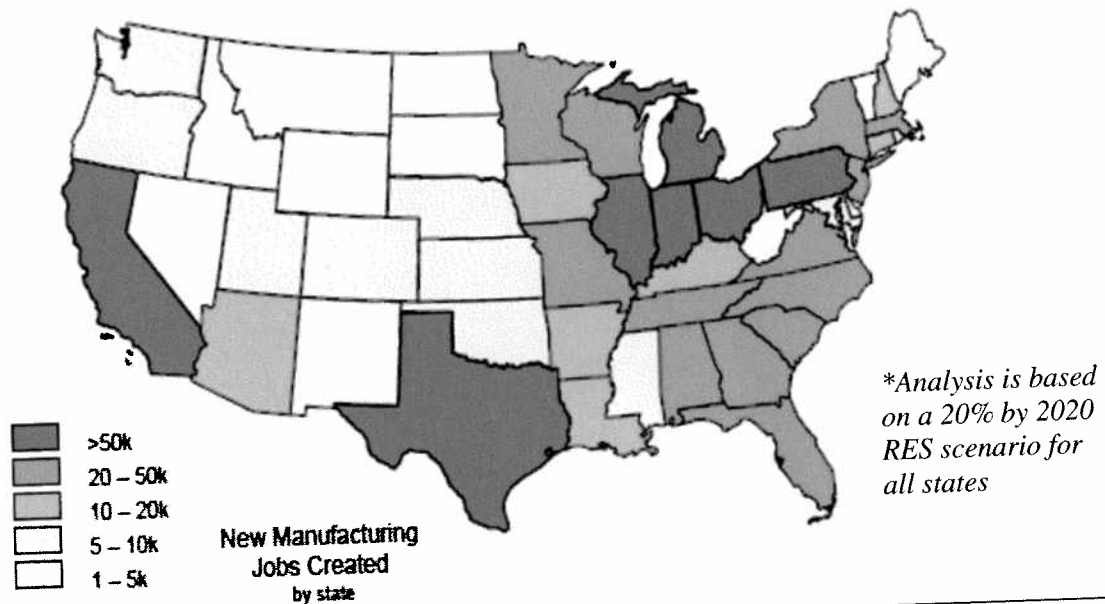 *Analysis is based
on a 20% by 2020
RES scenario for
all states
>50k
20 – 50k
10 – 20k
5 – 10k
1 – 5k
New Manufacturing
Jobs Created
by state